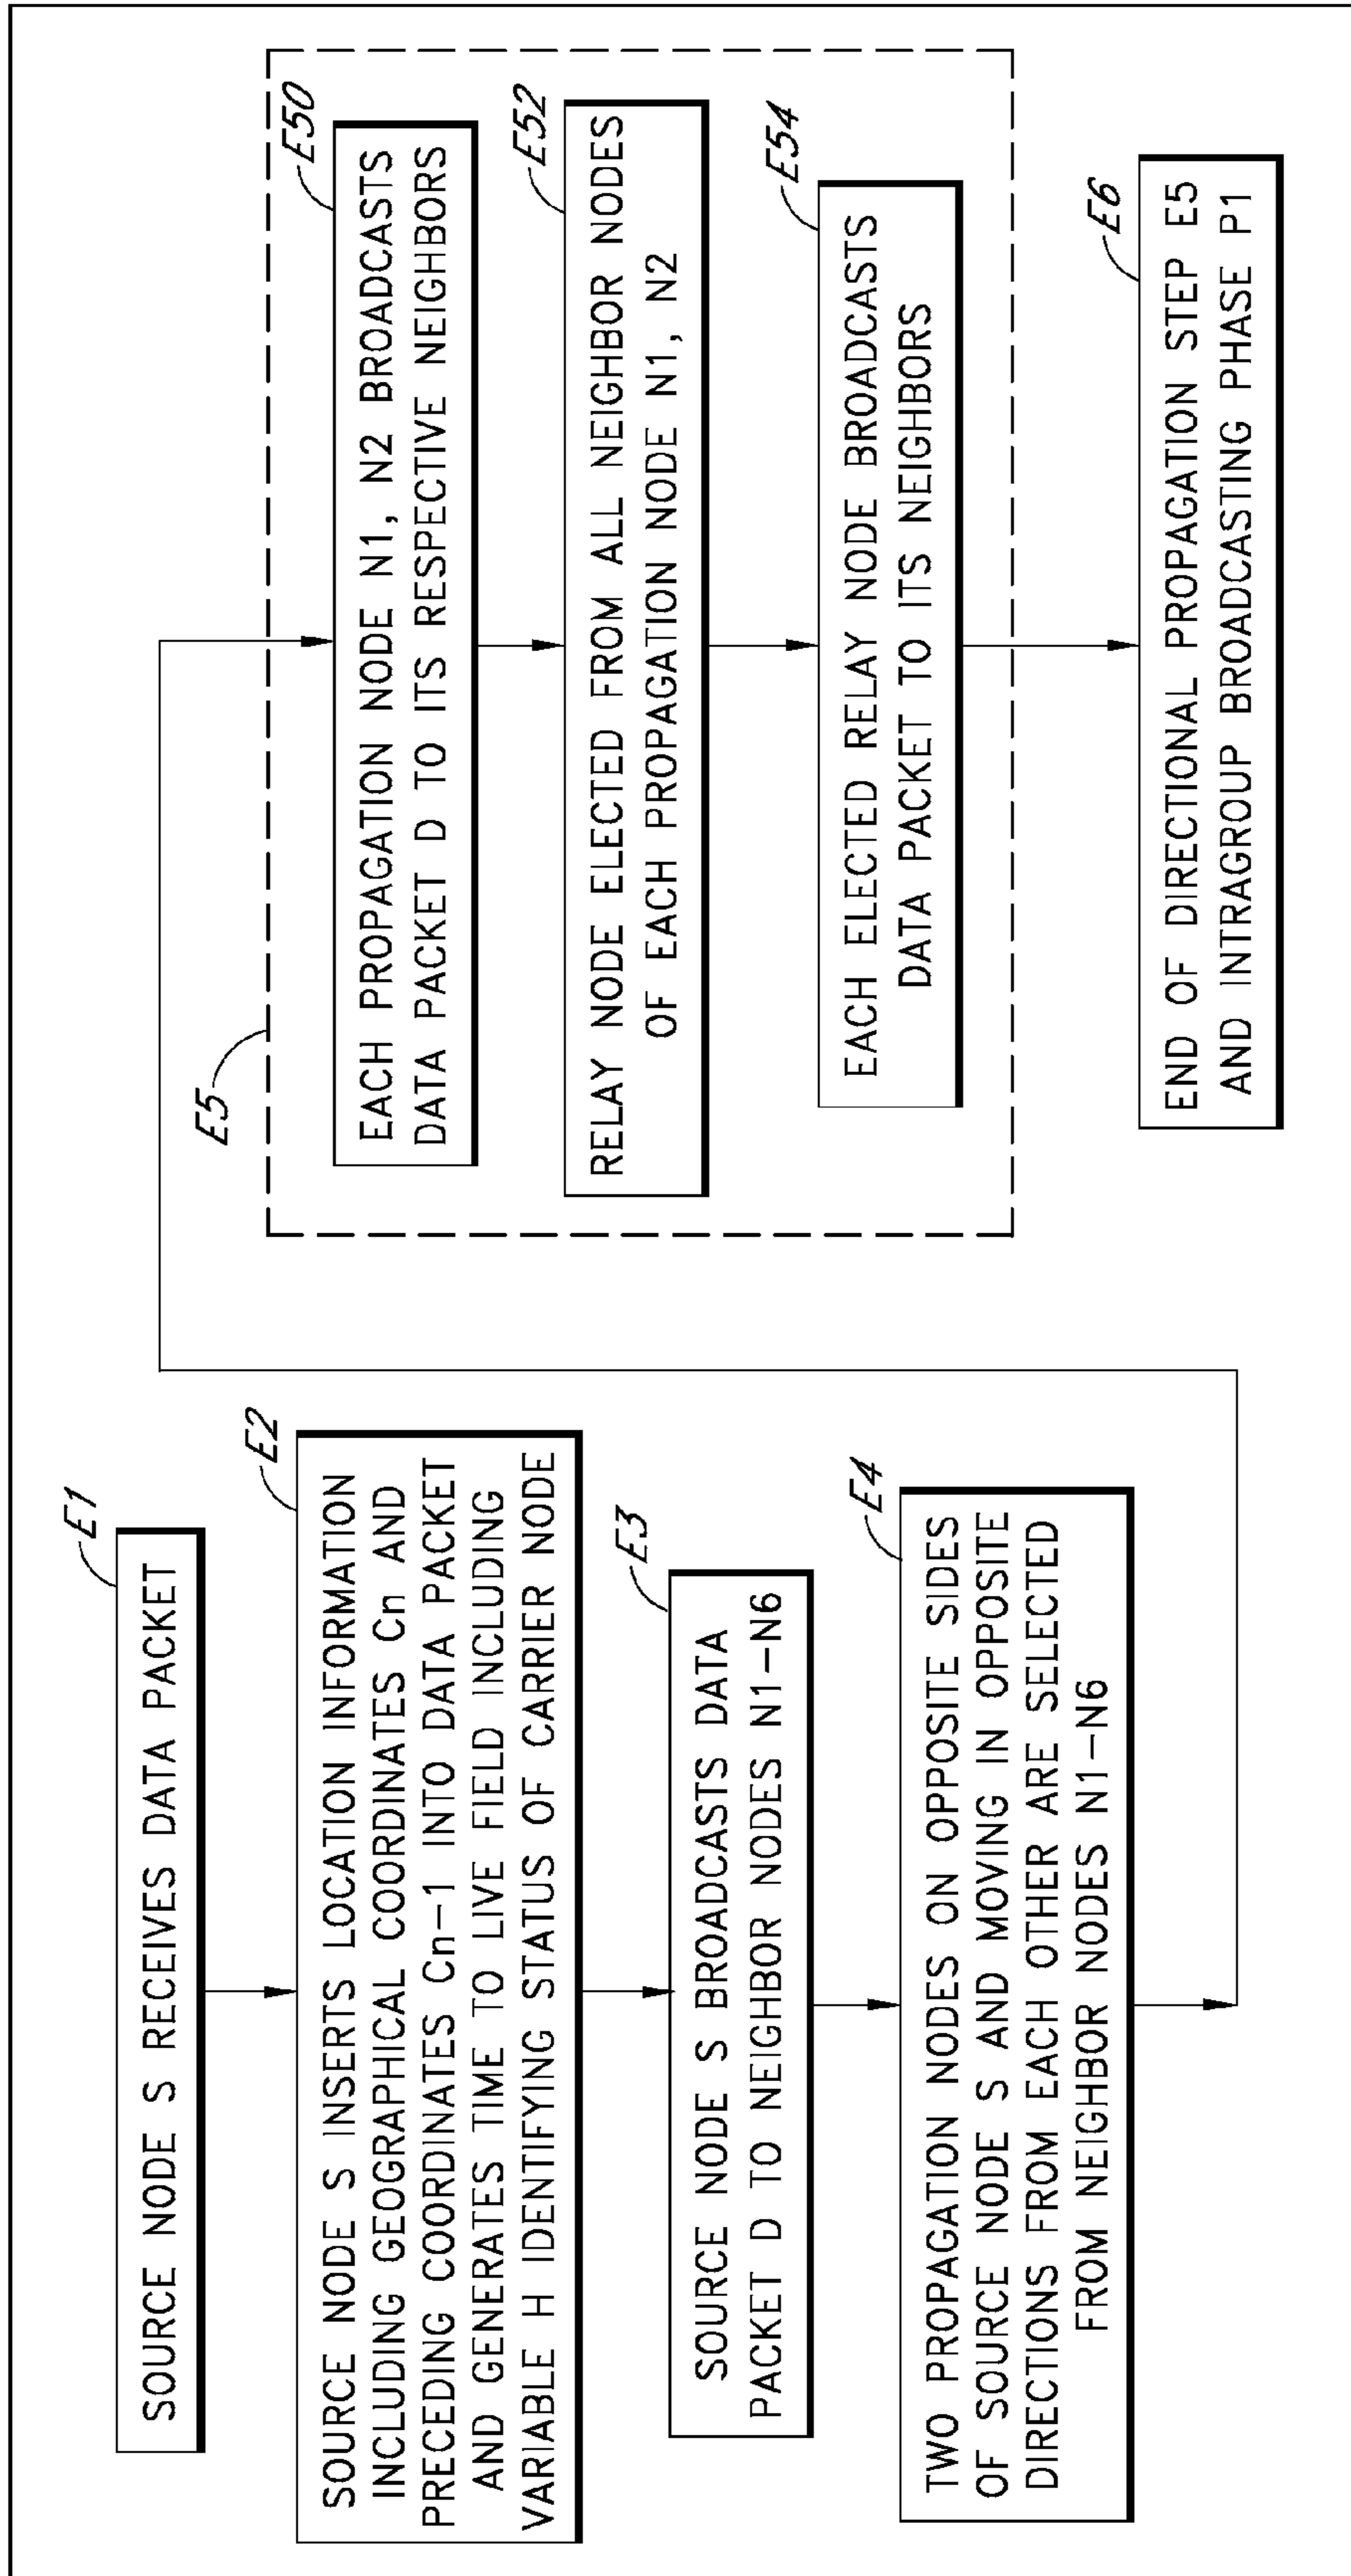 E1
SOURCE NODE S RECEIVES DATA PACKET
E2
SOURCE NODE S INSERTS LOCATION INFORMATION
INCLUDING GEOGRAPHICAL COORDINATES Cn AND
PRECEDING COORDINATES Cn-1 INTO DATA PACKET
AND GENERATES TIME TO LIVE FIELD INCLUDING
VARIABLE H IDENTIFYING STATUS OF CARRIER NODE
E3
SOURCE NODE S BROADCASTS DATA
PACKET D TO NEIGHBOR NODES N1-N6
E4
TWO PROPAGATION NODES ON OPPOSITE SIDES
OF SOURCE NODE S AND MOVING IN OPPOSITE
DIRECTIONS FROM EACH OTHER ARE SELECTED
FROM NEIGHBOR NODES N1-N6
E5
E50
EACH PROPAGATION NODE N1, N2 BROADCASTS
DATA PACKET D TO ITS RESPECTIVE NEIGHBORS
E52
RELAY NODE ELECTED FROM ALL NEIGHBOR NODES
OF EACH PROPAGATION NODE N1, N2
E54
EACH ELECTED RELAY NODE BROADCASTS
DATA PACKET TO ITS NEIGHBORS
E6
END OF DIRECTIONAL PROPAGATION STEP E5
AND INTRAGROUP BROADCASTING PHASE P1